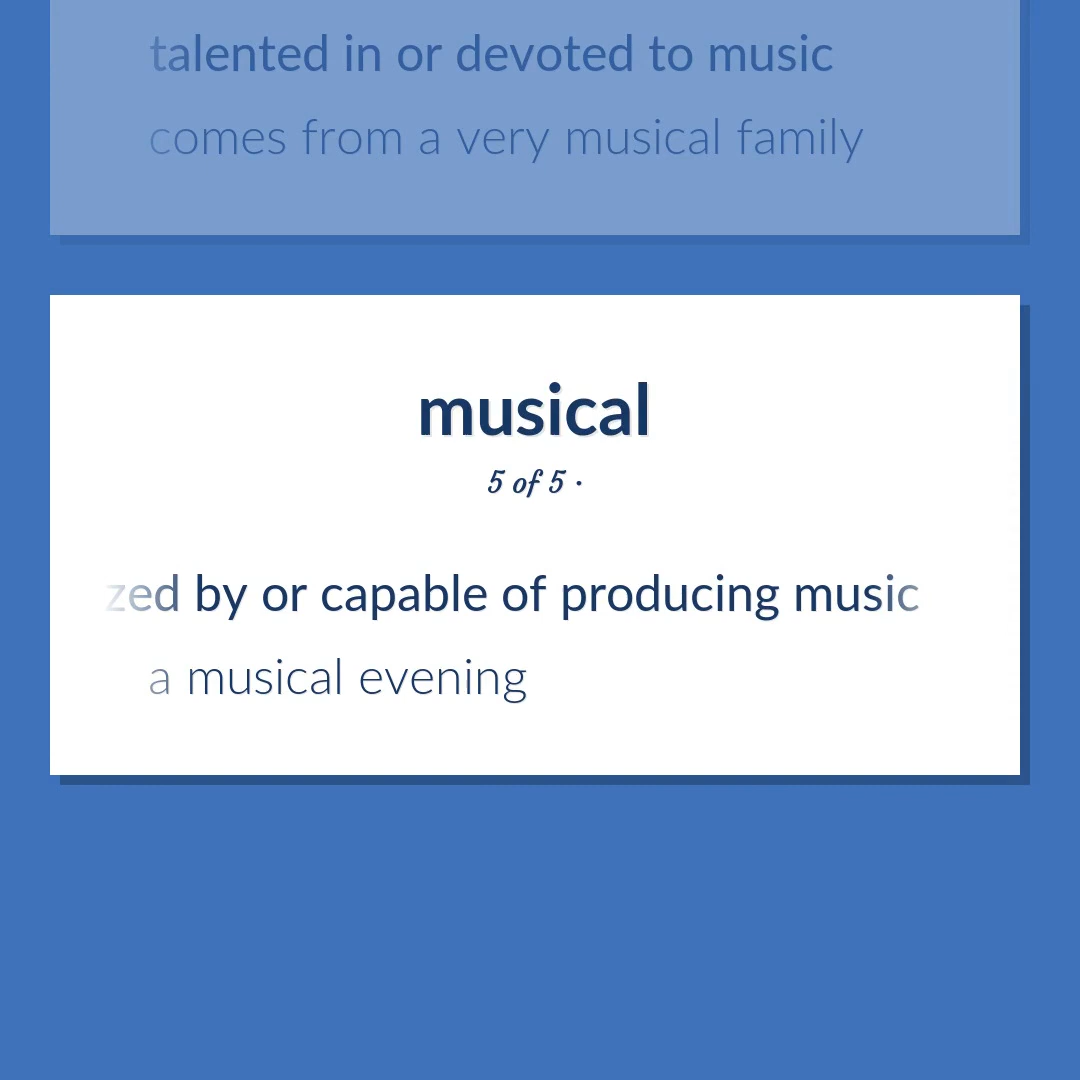 talented in or devoted to music
comes from a very musical family
musical
5 of 5 ·
zed by or capable of producing music
a musical evening